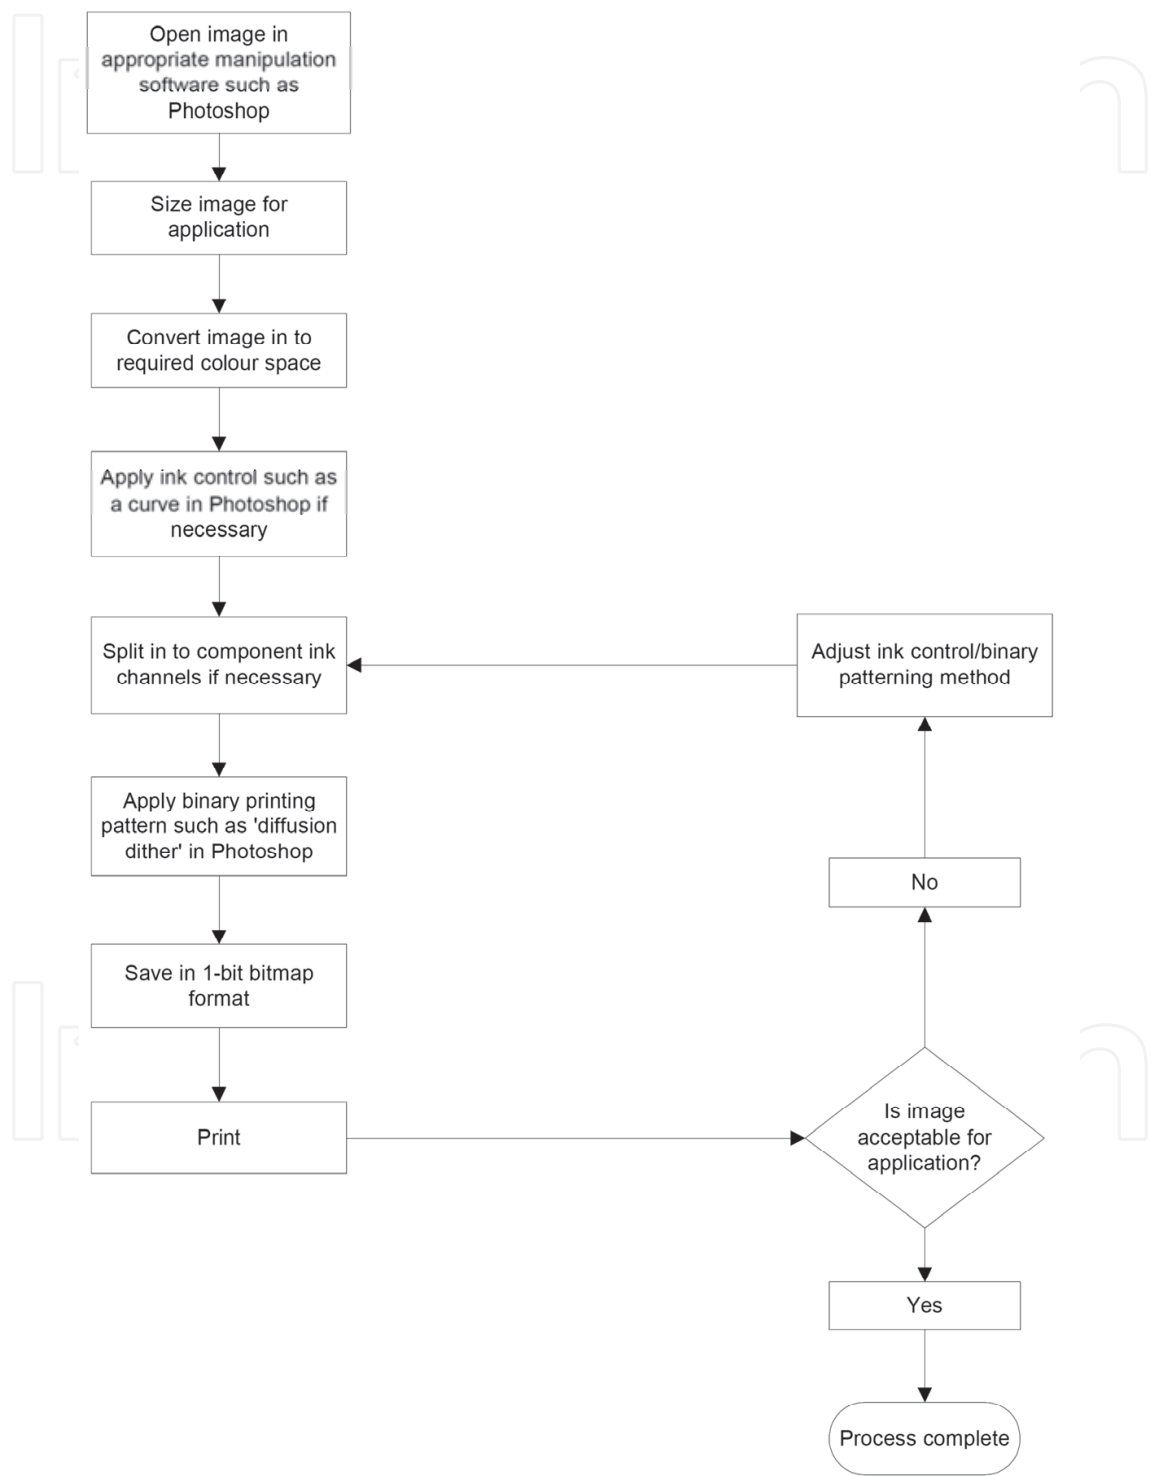 Open image in
appropriate manipulation
software such as
Photoshop
Size image for
application
Convert image in to
required colour space
Apply ink control such as
a curve in Photoshop if
necessary
Split in to component ink
channels if necessary
Adjust ink control/binary
patterning method
Apply binary printing
pattern such as 'diffusion
dither' in Photoshop
No
Save in 1-bit bitmap
format
Print
Is image
acceptable for
application?
Yes
Process complete